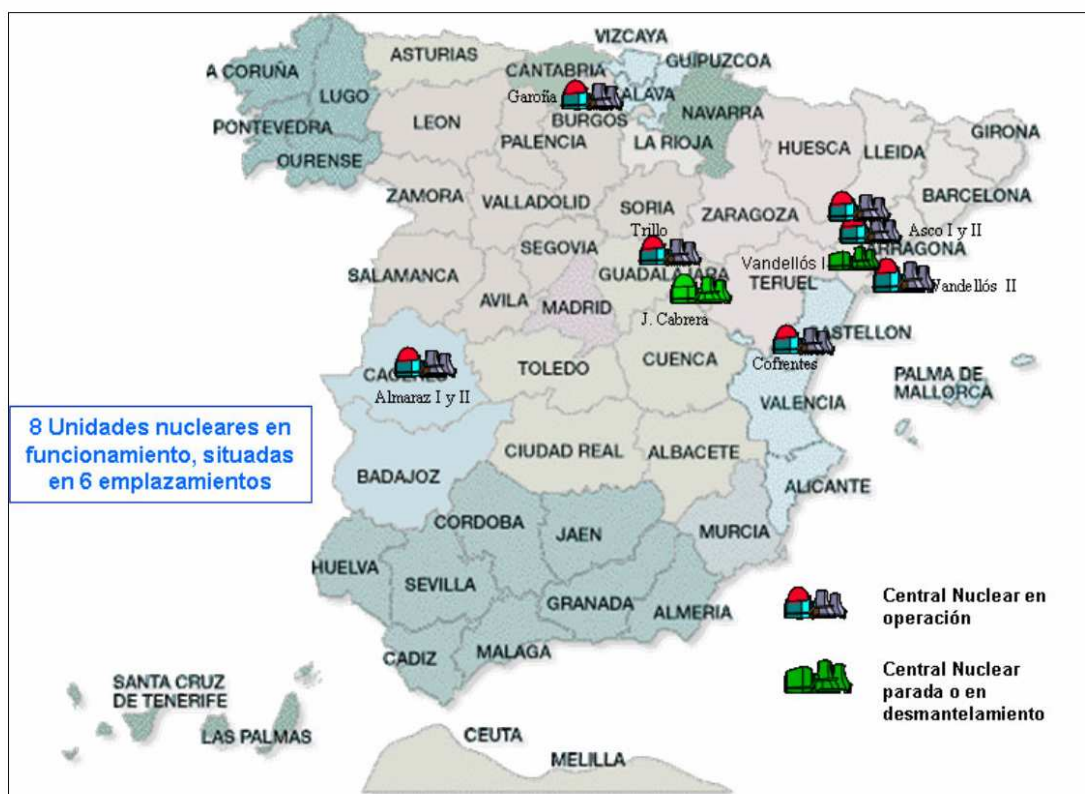 VIZCAYA
ASTURIAS
GUIPUZCOA
A CORUÑA
CANTABRIA
LUGO
Garoña
ALAVA
NAVARRA
PONTEVEDRA
LEON
BURGOS
PALENCIA
LA RIOJA
HUESCA
GIRONA
LLEIDA
OURENSE
ZAMORA
VALLADOLID
SORIA
ZARAGOZA
BARCELONA
Trillo
Asco I y II
SEGOVIA
ARRAGONA
SALAMANCA
GUADALAJARA
Vandellós I
TERUEL
Vandellós II
AVILA
MADRID
J. Cabrera
ASTELLON
CUENCA
Cofrentes
TOLEDO
CACERES
PALMA DE
MALLORCA
Almaraz I y II
VALENCIA
8 Unidades nucleares en
funcionamiento, situadas
en 6 emplazamientos
CIUDAD REAL
ALBACETE
BADAJOZ
ALICANTE
CORDOBA
JAEN
MURCIA
HUELVA
SEVILLA
GRANADA
ALMERIA
CADIZ
MALAGA
Central Nuclear en
operación
SANTA CRUZ
DE TENERIFE
LAS PALMAS
Central Nuclear
parada o en
desmantelamiento
CEUTA
MELILLA